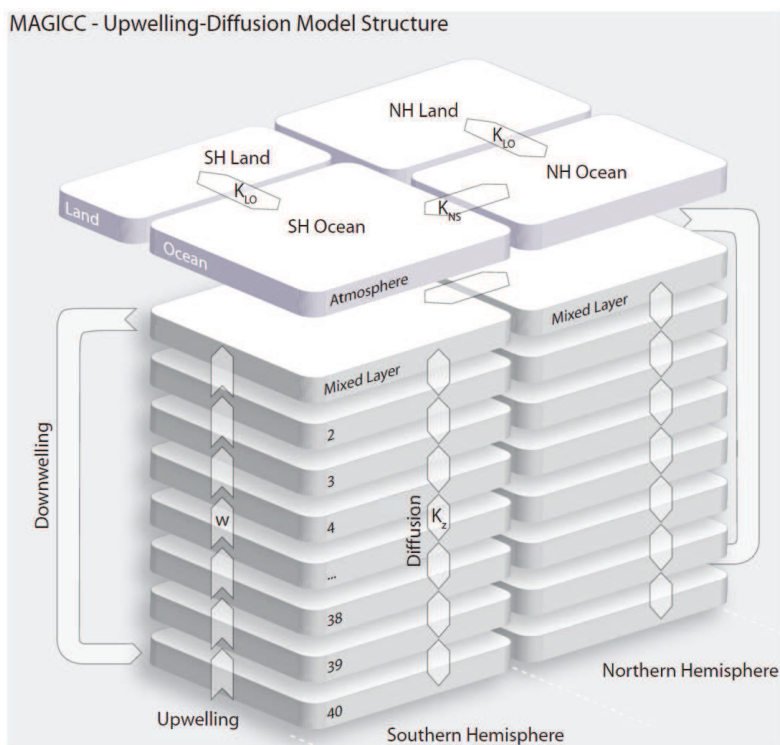 MAGICC - Upwelling-Diffusion Model Structure
NH Land
K_LO
SH Land
NH Ocean
K_LO
Land
K_NS
SH Ocean
Ocean
Atmosphere
Mixed Layer
Mixed Layer
2
3
Downwelling
w
4
Diffusion
K_z
...
38
39
40
Northern Hemisphere
Upwelling
Southern Hemisphere